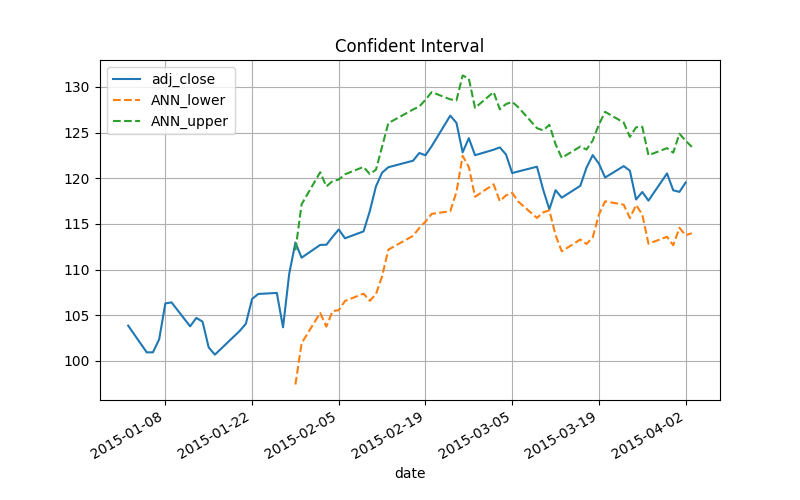 Confident Interval
adj_close
ANN_lower
ANN_upper
130
125
120
115
110
105
100
2015-01-08
2015-01-22
2015-02-05
2015-02-19
2015-03-05
2015-03-19
2015-04-02
date